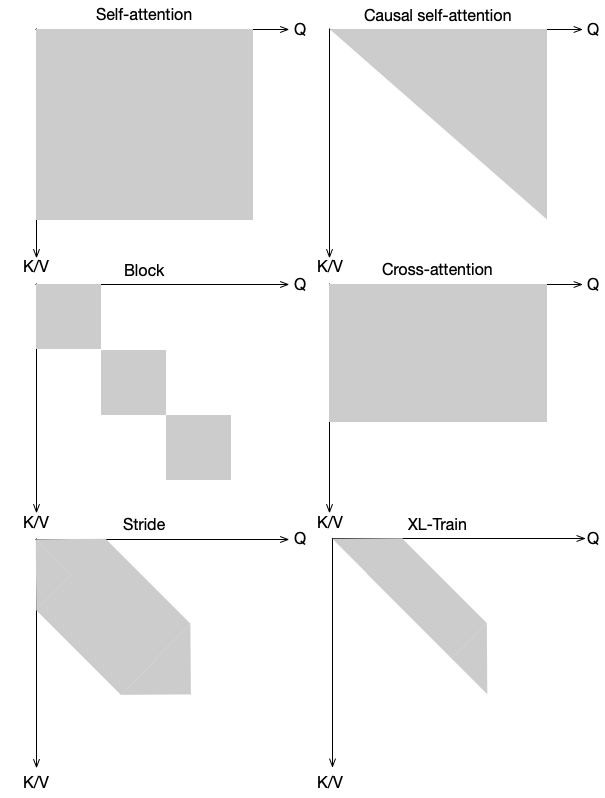 Self-attention
Q
K/V
Causal self-attention
Q
K/V
Block
Q
K/V
Cross-attention
Q
K/V
Stride
Q
K/V
XL-Train
Q
K/V